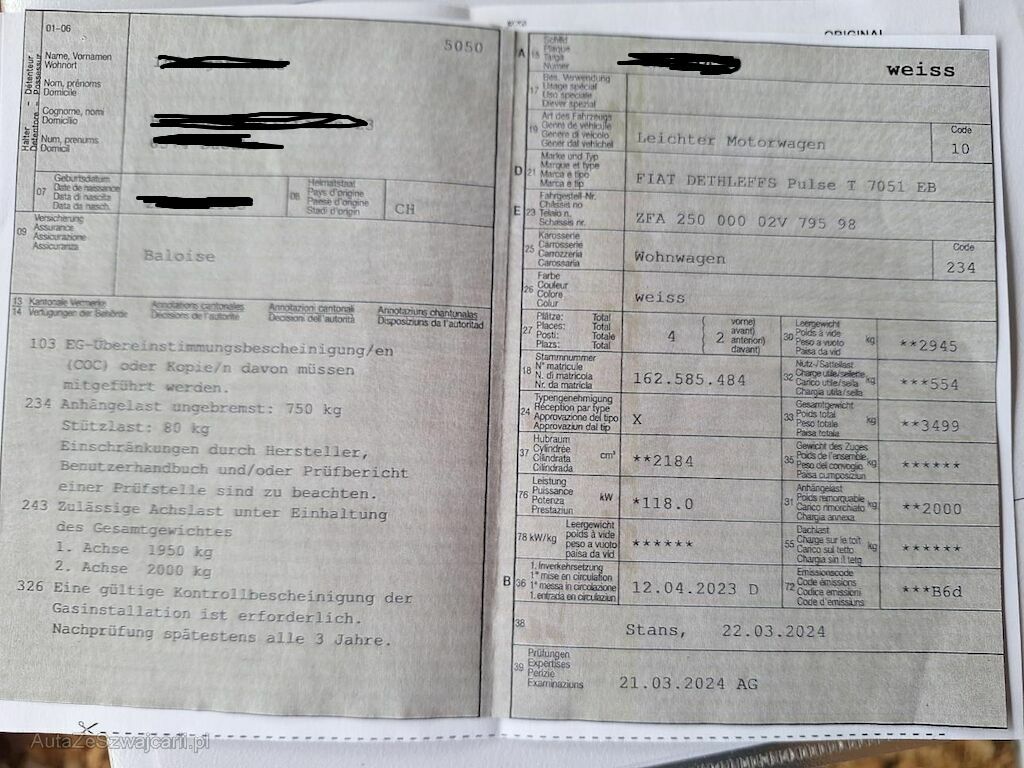 ORIGINAL
01-06
5050
Halter - Détenteur
Detentore - Possessur
Name, Vornamen
Wohnort
Nom, prénoms
Domicile
Cognome, nomi
Domicilio
Num, prenums
Domicil
07
Geburtsdatum
Date de naissance
Data di nascita
Data da nasch.
08
Heimatstaat
Pays d'origine
Paese d'origine
Stadi d'origin
CH
09
Versicherung
Assurance
Assicurazione
Assicuranza
Baloise
13 Kantonale Vermerke Annotations cantonales Annotazioni cantonali Annotaziuns chantunalas
14 Verfügungen der Behörde Décisions de l'autorité Decisioni dell'autorità Disposiziuns da l'autoritad
103 EG-Übereinstimmungsbescheinigung/en
(COC) oder Kopie/n davon müssen
mitgeführt werden.
234 Anhängelast ungebremst: 750 kg
Stützlast: 80 kg
Einschränkungen durch Hersteller,
Benutzerhandbuch und/oder Prüfbericht
einer Prüfstelle sind zu beachten.
243 Zulässige Achslast unter Einhaltung
des Gesamtgewichtes
1. Achse 1950 kg
2. Achse 2000 kg
326 Eine gültige Kontrollbescheinigung der
Gasinstallation ist erforderlich.
Nachprüfung spätestens alle 3 Jahre.
A 15
Schild
Plaque
Targa
Numer
weiss
17
Bes. Verwendung
Usage spécial
Uso speciale
Diever spezial
19
Art des Fahrzeugs
Genre de véhicule
Genere di veicolo
Gener dal vehichel
Leichter Motorwagen
Code
10
D 21
Marke und Typ
Marque et type
Marca e tipo
Marca e tip
FIAT DETHLEFFS Pulse T 7051 EB
E 23
Fahrgestell-Nr.
Châssis no
Telaio n.
Schassis nr.
ZFA 250 000 02V 795 98
25
Karosserie
Carrosserie
Carrozzeria
Carossaria
Wohnwagen
Code
234
26
Farbe
Couleur
Colore
Colur
weiss
27
Plätze: Total
Places: Total
Posti: Totale
Plazs: Total
4
( vorne)
( avant)
2
( anteriori)
( davant)
30
Leergewicht
Poids à vide
Peso a vuoto
Paisa da vid
kg
**2945
18
Stammnummer
N° matricule
N. di matricola
Nr. da matricla
162.585.484
32
Nutz-/Sattellast
Charge utile/sellette
Carico utile/sella
Chargia utila/sella
kg
***554
24
Typengenehmigung
Réception par type
Approvazione del tipo
Approvaziun dal tip
X
33
Gesamtgewicht
Poids total
Peso totale
Paisa totala
kg
**3499
37
Hubraum
Cylindrée
Cilindrata
Cilindrada
cm³
**2184
35
Gewicht des Zuges
Poids de l'ensemble
Peso del convoglio
Paisa cumposiziun
kg
******
76
Leistung
Puissance
Potenza
Prestaziun
kW
*118.0
31
Anhängelast
Poids remorquable
Carico rimorchiato
Chargia annexa
kg
**2000
78 kW/kg
Leergewicht
poids à vide
peso a vuoto
paisa da vid
******
55
Dachlast
Charge sur le toit
Carico sul tetto
Chargia sin il tetg
kg
******
B 36
1. Inverkehrsetzung
1re mise en circulation
1a messa in circolazione
1. entrada en circulaziun
12.04.2023 D
72
Emissionscode
Code émissions
Codice emissioni
Code d'emissiuns
***B6d
38
Stans, 22.03.2024
39
Prüfungen
Expertises
Perizie
Examinaziuns
21.03.2024 AG
AutaZeSzwajcarii.pl